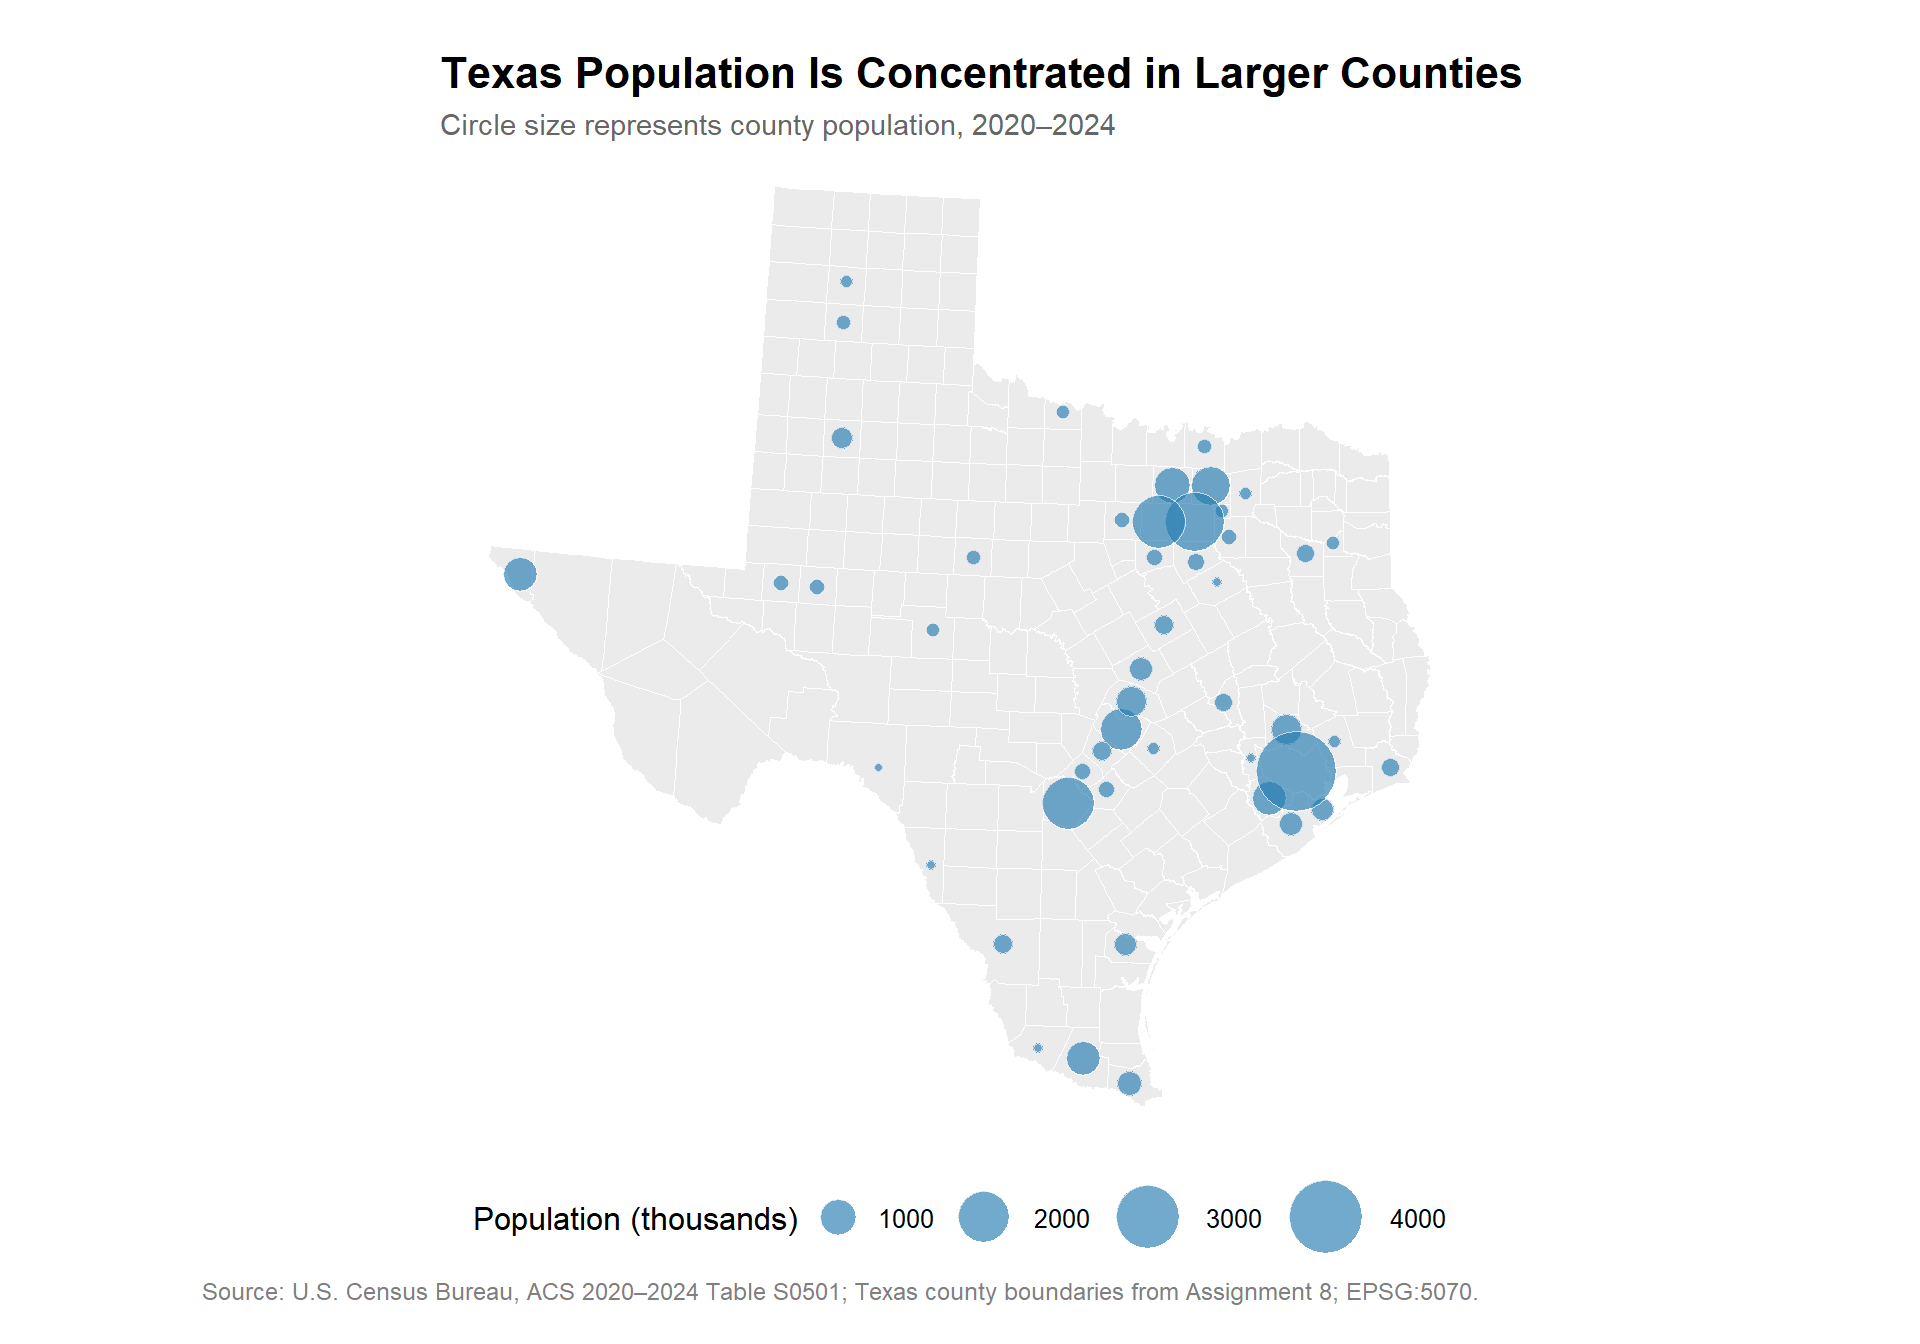 Texas Population Is Concentrated in Larger Counties
Circle size represents county population, 2020–2024
Population (thousands) 1000 2000 3000 4000
Source: U.S. Census Bureau, ACS 2020–2024 Table S0501; Texas county boundaries from Assignment 8; EPSG:5070.